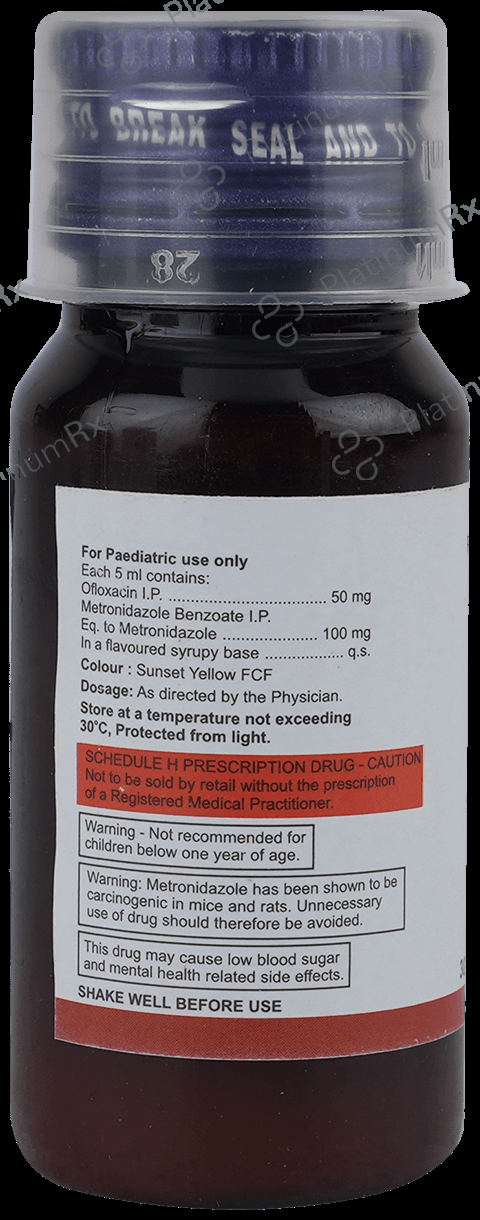 TO BREAK SEAL AND TO
28
For Paediatric use only
Each 5 ml contains:
Ofloxacin I.P. ................................ 50 mg
Metronidazole Benzoate I.P.
Eq. to Metronidazole ................... 100 mg
In a flavoured syrupy base ................ q.s.
Colour : Sunset Yellow FCF
Dosage: As directed by the Physician.
Store at a temperature not exceeding
30°C, Protected from light.
SCHEDULE H PRESCRIPTION DRUG - CAUTION
Not to be sold by retail without the prescription
of a Registered Medical Practitioner.
Warning - Not recommended for
children below one year of age.
Warning: Metronidazole has been shown to be
carcinogenic in mice and rats. Unnecessary
use of drug should therefore be avoided.
This drug may cause low blood sugar
and mental health related side effects.
SHAKE WELL BEFORE USE
PlatinumRx